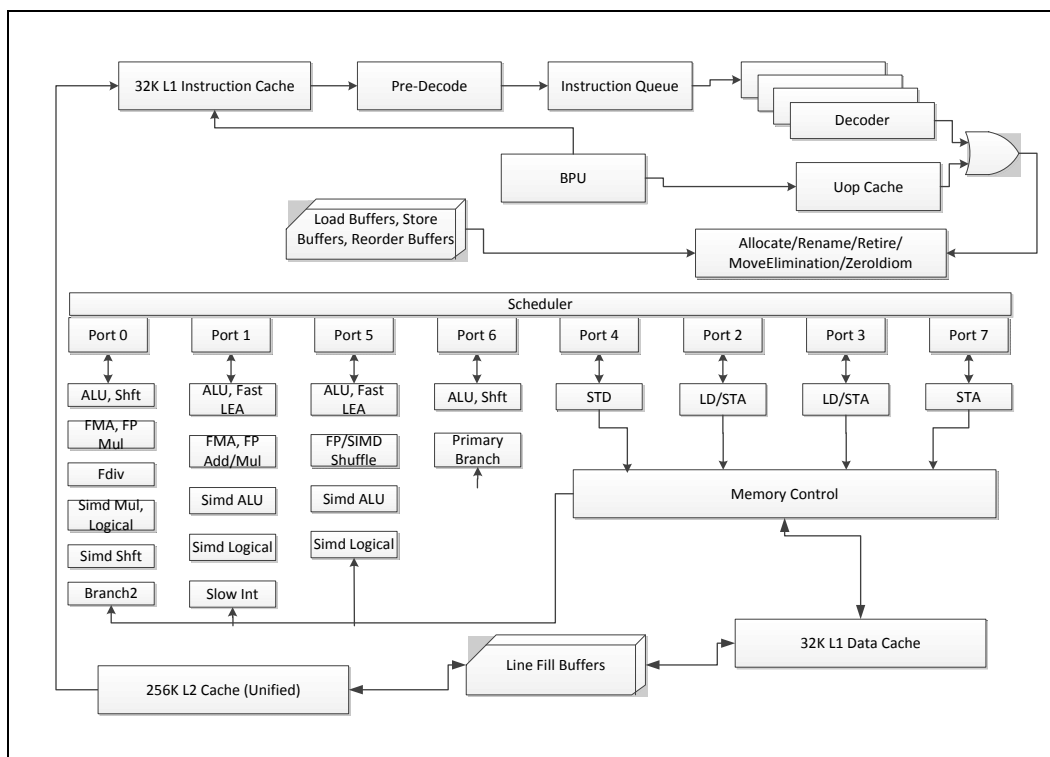 32K L1 Instruction Cache
Pre-Decode
Instruction Queue
Decoder
BPU
Uop Cache
Load Buffers, Store
Buffers, Reorder Buffers
Allocate/Rename/Retire/
MoveElimination/ZeroIdiom
Scheduler
Port 0
Port 1
Port 5
Port 6
Port 4
Port 2
Port 3
Port 7
ALU, Shft
ALU, Fast
LEA
ALU, Fast
LEA
ALU, Shft
STD
LD/STA
LD/STA
STA
FMA, FP
Mul
FMA, FP
Add/Mul
FP/SIMD
Shuffle
Primary
Branch
Fdiv
Simd ALU
Simd ALU
Memory Control
Simd Mul,
Logical
Simd Logical
Simd Logical
Simd Shft
Branch2
Slow Int
32K L1 Data Cache
Line Fill Buffers
256K L2 Cache (Unified)